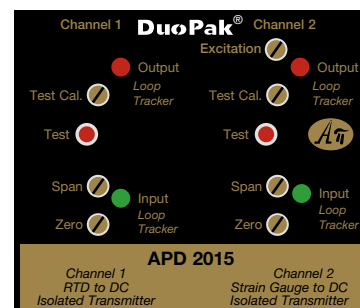 Channel 1 DuoPak® Channel 2
Excitation
Output Output
Test Cal. Loop Tracker Test Cal. Loop Tracker
Test Test
Span Span
Input Input
Loop Tracker Loop Tracker
Zero Zero
APD 2015
Channel 1 Channel 2
RTD to DC Strain Gauge to DC
Isolated Transmitter Isolated Transmitter